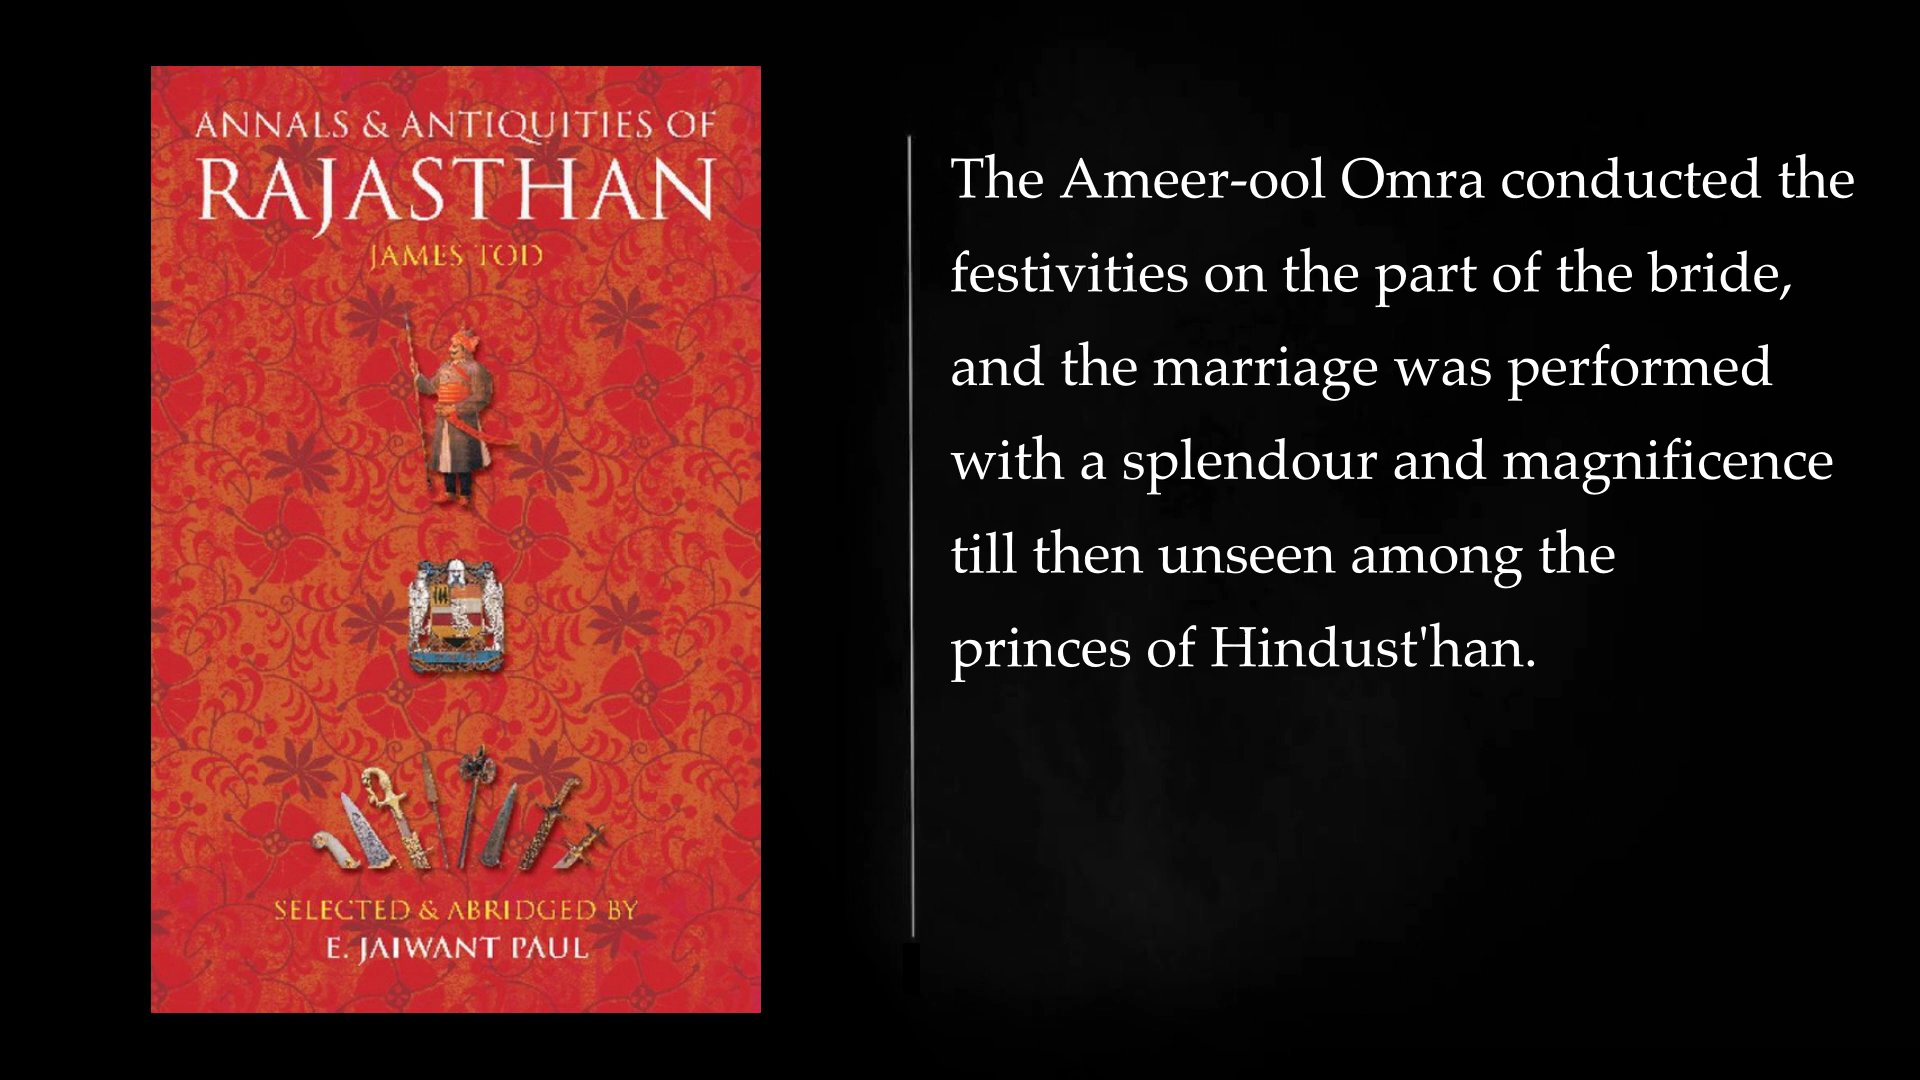 ANNALS & ANTIQUITIES OF
RAJASTHAN
JAMES TOD
SELECTED & ABRIDGED BY
E. JAIWANT PAUL
The Ameer-ool Omra conducted the
festivities on the part of the bride,
and the marriage was performed
with a splendour and magnificence
till then unseen among the
princes of Hindust'han.